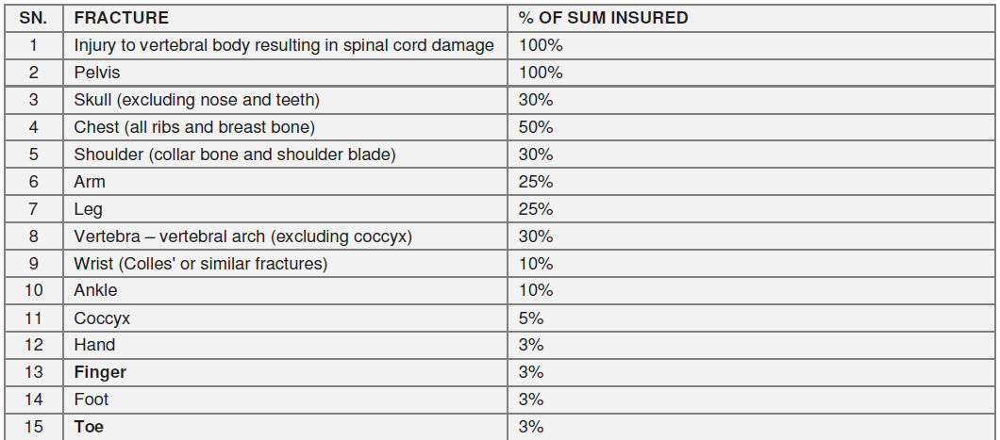 SN. FRACTURE % OF SUM INSURED
1 Injury to vertebral body resulting in spinal cord damage 100%
2 Pelvis 100%
3 Skull (excluding nose and teeth) 30%
4 Chest (all ribs and breast bone) 50%
5 Shoulder (collar bone and shoulder blade) 30%
6 Arm 25%
7 Leg 25%
8 Vertebra – vertebral arch (excluding coccyx) 30%
9 Wrist (Colles' or similar fractures) 10%
10 Ankle 10%
11 Coccyx 5%
12 Hand 3%
13 Finger 3%
14 Foot 3%
15 Toe 3%